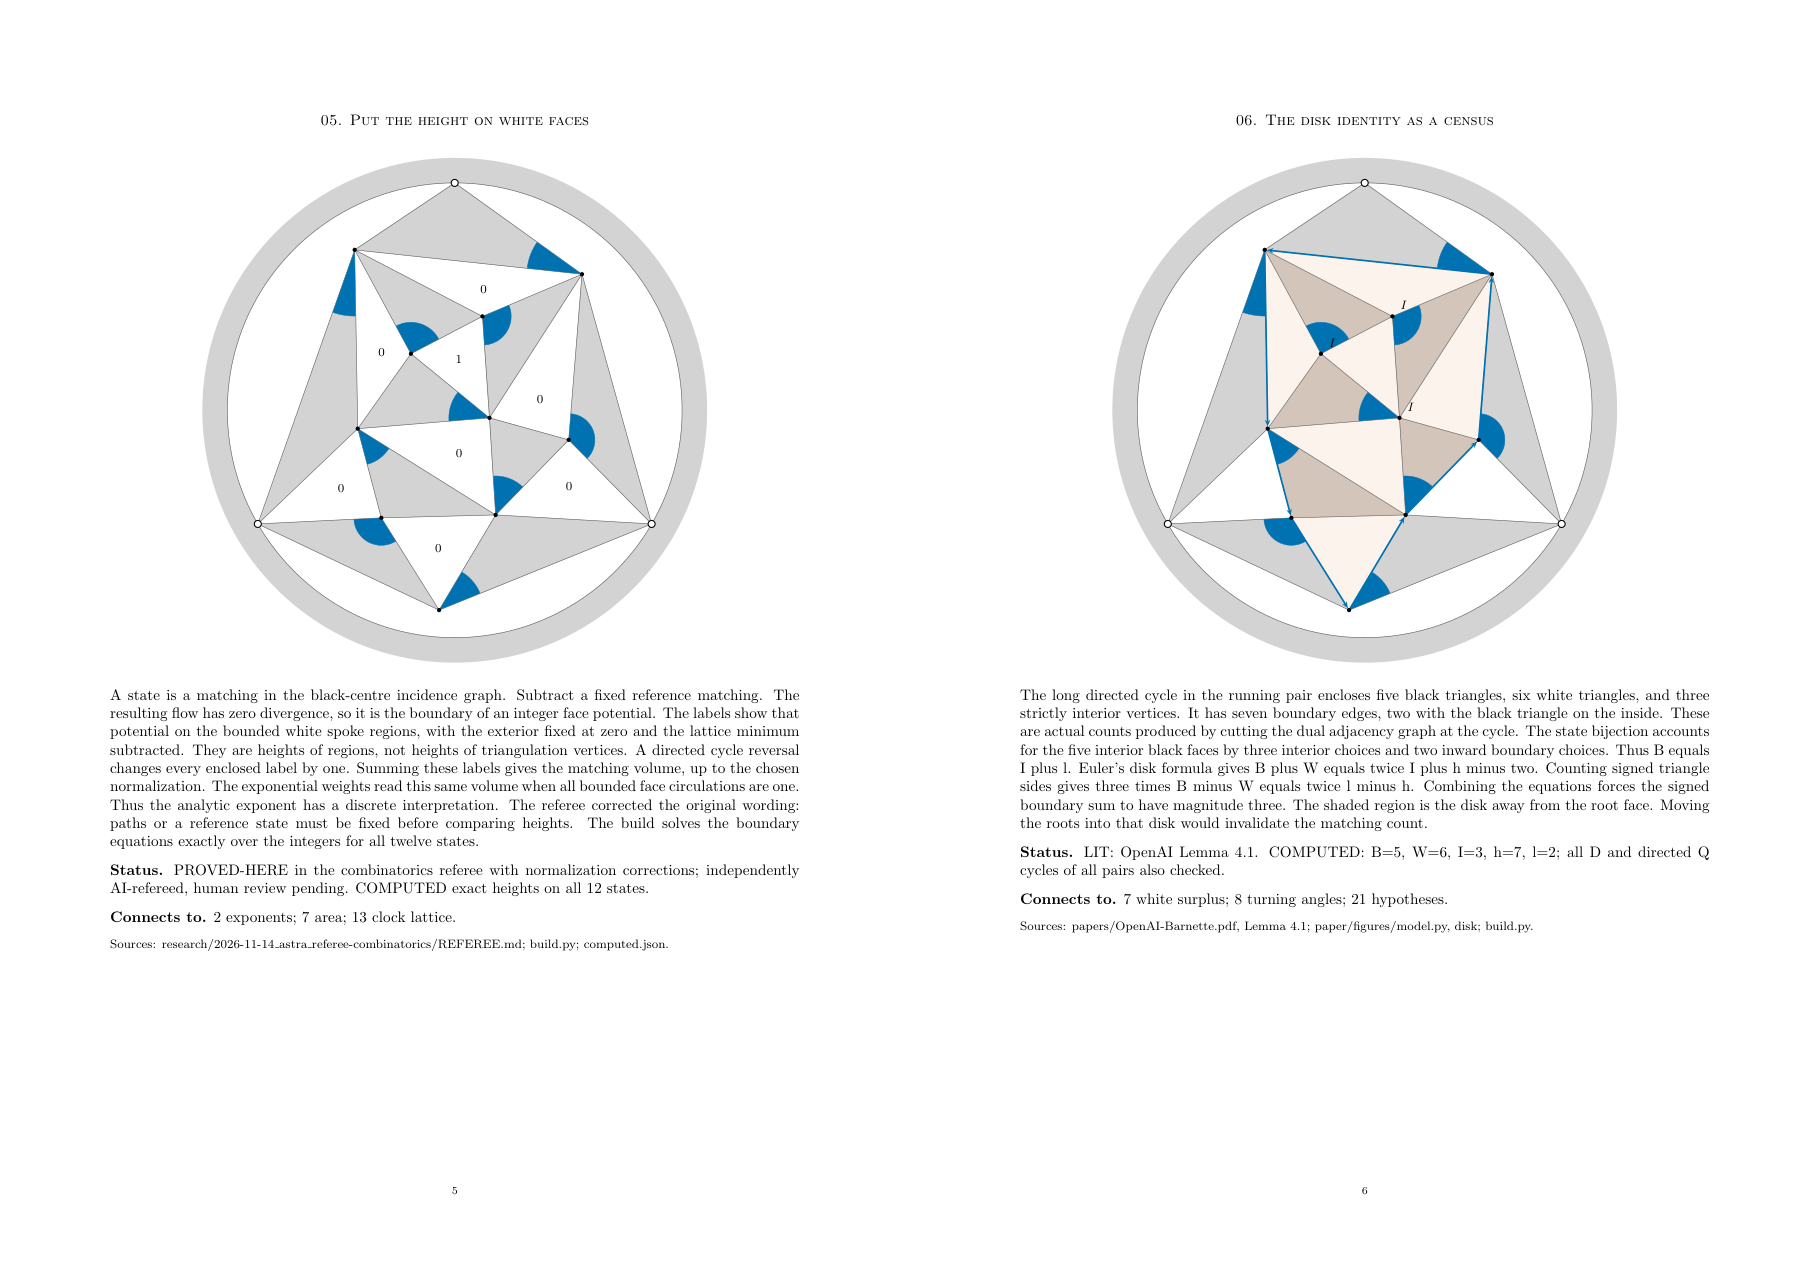 05. Put the height on white faces
0
0
1
0
0
0
0
0
A state is a matching in the black-centre incidence graph. Subtract a fixed reference matching. The
resulting flow has zero divergence, so it is the boundary of an integer face potential. The labels show that
potential on the bounded white spoke regions, with the exterior fixed at zero and the lattice minimum
subtracted. They are heights of regions, not heights of triangulation vertices. A directed cycle reversal
changes every enclosed label by one. Summing these labels gives the matching volume, up to the chosen
normalization. The exponential weights read this same volume when all bounded face circulations are one.
Thus the analytic exponent has a discrete interpretation. The referee corrected the original wording:
paths or a reference state must be fixed before comparing heights. The build solves the boundary
equations exactly over the integers for all twelve states.
Status. PROVED-HERE in the combinatorics referee with normalization corrections; independently
AI-refereed, human review pending. COMPUTED exact heights on all 12 states.
Connects to. 2 exponents; 7 area; 13 clock lattice.
Sources: research/2026-11-14_astra_referee-combinatorics/REFEREE.md; build.py; computed.json.
5
06. The disk identity as a census
I
I
I
The long directed cycle in the running pair encloses five black triangles, six white triangles, and three
strictly interior vertices. It has seven boundary edges, two with the black triangle on the inside. These
are actual counts produced by cutting the dual adjacency graph at the cycle. The state bijection accounts
for the five interior black faces by three interior choices and two inward boundary choices. Thus B equals
I plus l. Euler's disk formula gives B plus W equals twice I plus h minus two. Counting signed triangle
sides gives three times B minus W equals twice l minus h. Combining the equations forces the signed
boundary sum to have magnitude three. The shaded region is the disk away from the root face. Moving
the roots into that disk would invalidate the matching count.
Status. LIT: OpenAI Lemma 4.1. COMPUTED: B=5, W=6, I=3, h=7, l=2; all D and directed Q
cycles of all pairs also checked.
Connects to. 7 white surplus; 8 turning angles; 21 hypotheses.
Sources: papers/OpenAI-Barnette.pdf, Lemma 4.1; paper/figures/model.py, disk; build.py.
6